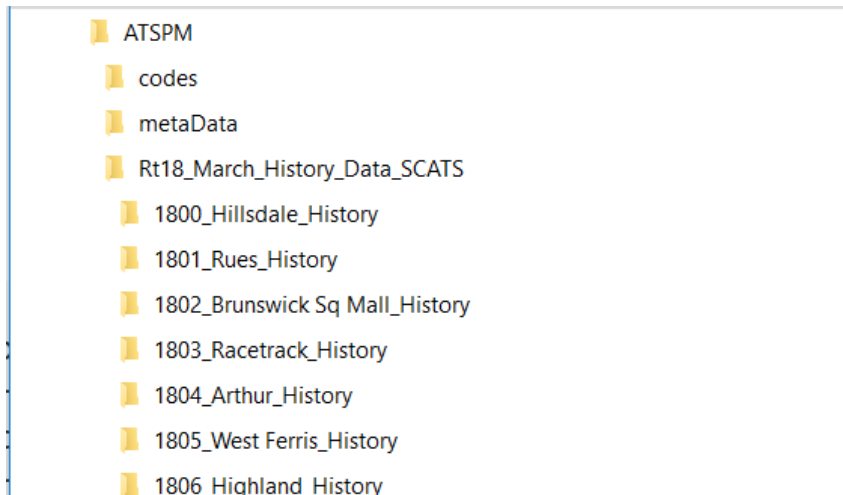 ATSPM
codes
metaData
Rt18_March_History_Data_SCATS
1800_Hillsdale_History
1801_Rues_History
1802_Brunswick Sq Mall_History
1803_Racetrack_History
1804_Arthur_History
1805_West Ferris_History
1806_Highland_History